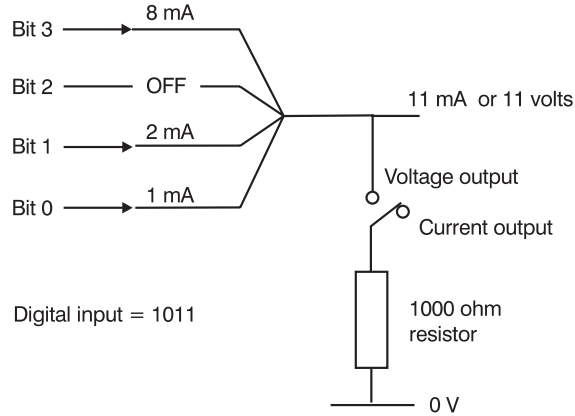 Bit 3
8 mA
Bit 2
OFF
11 mA or 11 volts
Bit 1
2 mA
Voltage output
Bit 0
1 mA
Current output
Digital input = 1011
1000 ohm
resistor
0 V